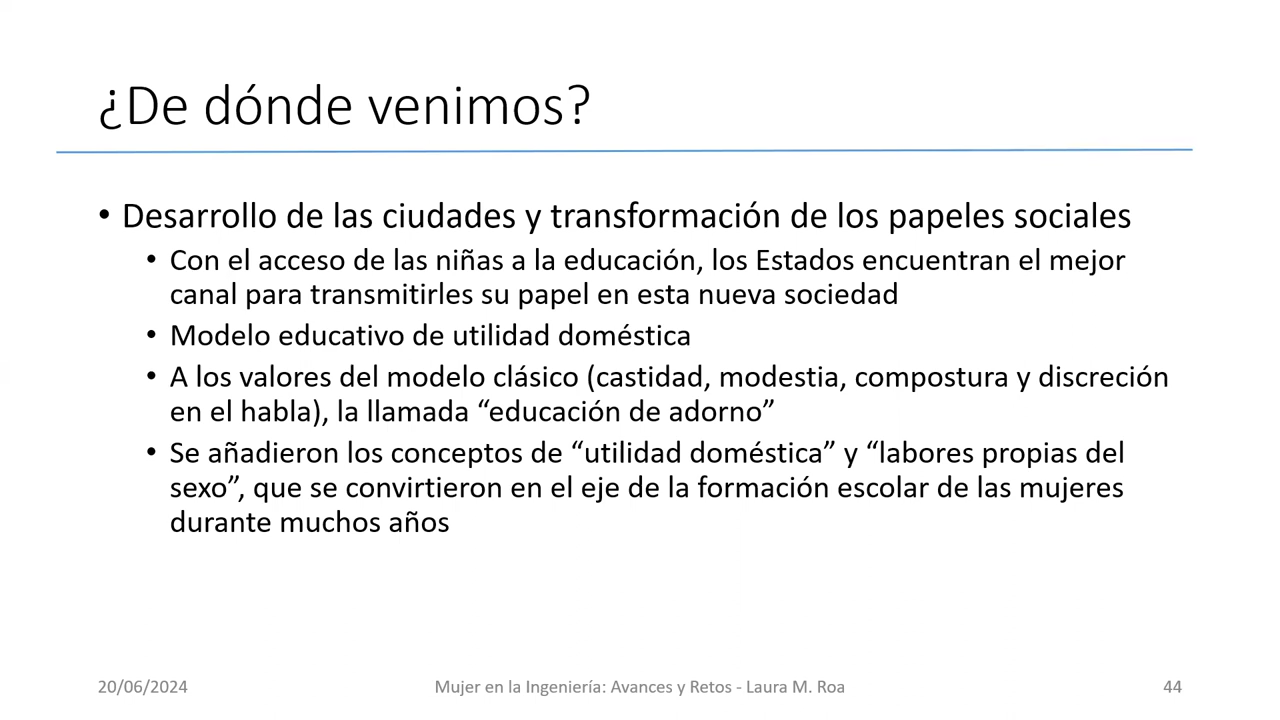 ¿De dónde venimos?
• Desarrollo de las ciudades y transformación de los papeles sociales
• Con el acceso de las niñas a la educación, los Estados encuentran el mejor
canal para transmitirles su papel en esta nueva sociedad
• Modelo educativo de utilidad doméstica
• A los valores del modelo clásico (castidad, modestia, compostura y discreción
en el habla), la llamada “educación de adorno”
• Se añadieron los conceptos de “utilidad doméstica” y “labores propias del
sexo”, que se convirtieron en el eje de la formación escolar de las mujeres
durante muchos años
20/06/2024 Mujer en la Ingeniería: Avances y Retos - Laura M. Roa 44